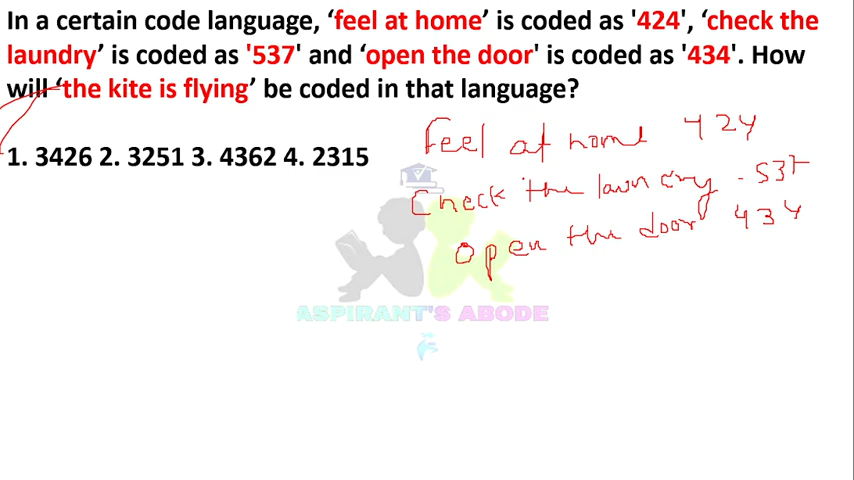 In a certain code language, ‘feel at home’ is coded as '424', ‘check the
laundry’ is coded as '537' and ‘open the door' is coded as '434'. How
will ‘the kite is flying’ be coded in that language?
1. 3426 2. 3251 3. 4362 4. 2315
feel at home 424
Check the laundry - 537
Open the door 434
ASPIRANT'S ABODE